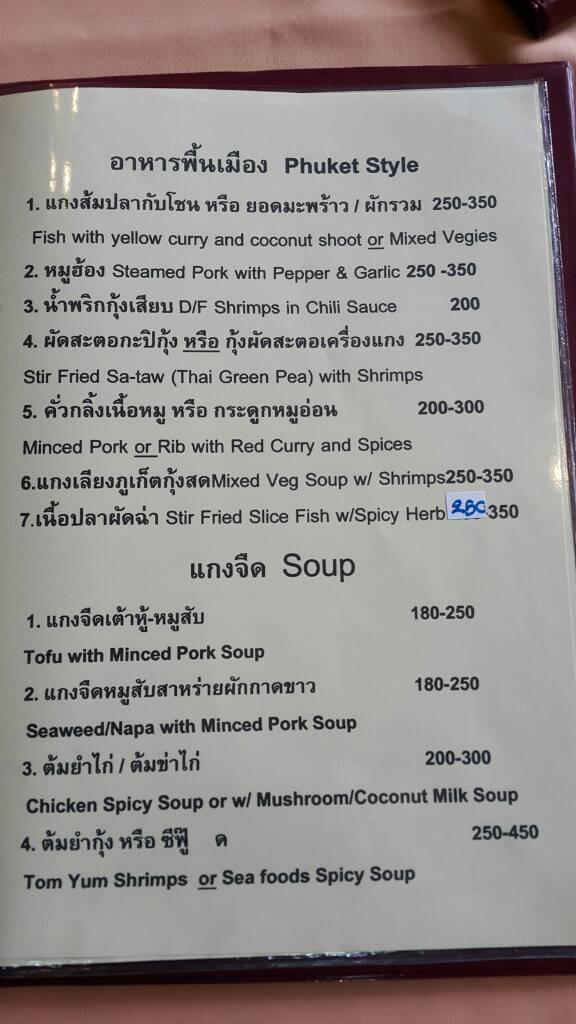 อาหารพื้นเมือง Phuket Style
1. แกงส้มปลากับโชน หรือ ยอดมะพร้าว / ผักรวม 250-350
Fish with yellow curry and coconut shoot or Mixed Vegies
2. หมูฮ้อง Steamed Pork with Pepper & Garlic 250 -350
3. น้ำพริกกุ้งเสียบ D/F Shrimps in Chili Sauce 200
4. ผัดสะตอกะปิกุ้ง หรือ กุ้งผัดสะตอเครื่องแกง 250-350
Stir Fried Sa-taw (Thai Green Pea) with Shrimps
5. คั่วกลิ้งเนื้อหมู หรือ กระดูกหมูอ่อน 200-300
Minced Pork or Rib with Red Curry and Spices
6.แกงเลียงภูเก็ตกุ้งสดMixed Veg Soup w/ Shrimps250-350
7.เนื้อปลาผัดฉ่า Stir Fried Slice Fish w/Spicy Herb 250-350
แกงจืด Soup
1. แกงจืดเต้าหู้-หมูสับ 180-250
Tofu with Minced Pork Soup
2. แกงจืดหมูสับสาหร่ายผักกาดขาว 180-250
Seaweed/Napa with Minced Pork Soup
3. ต้มยำไก่ / ต้มข่าไก่ 200-300
Chicken Spicy Soup or w/ Mushroom/Coconut Milk Soup
4. ต้มยำกุ้ง หรือ ซีฟู๊ ด 250-450
Tom Yum Shrimps or Sea foods Spicy Soup